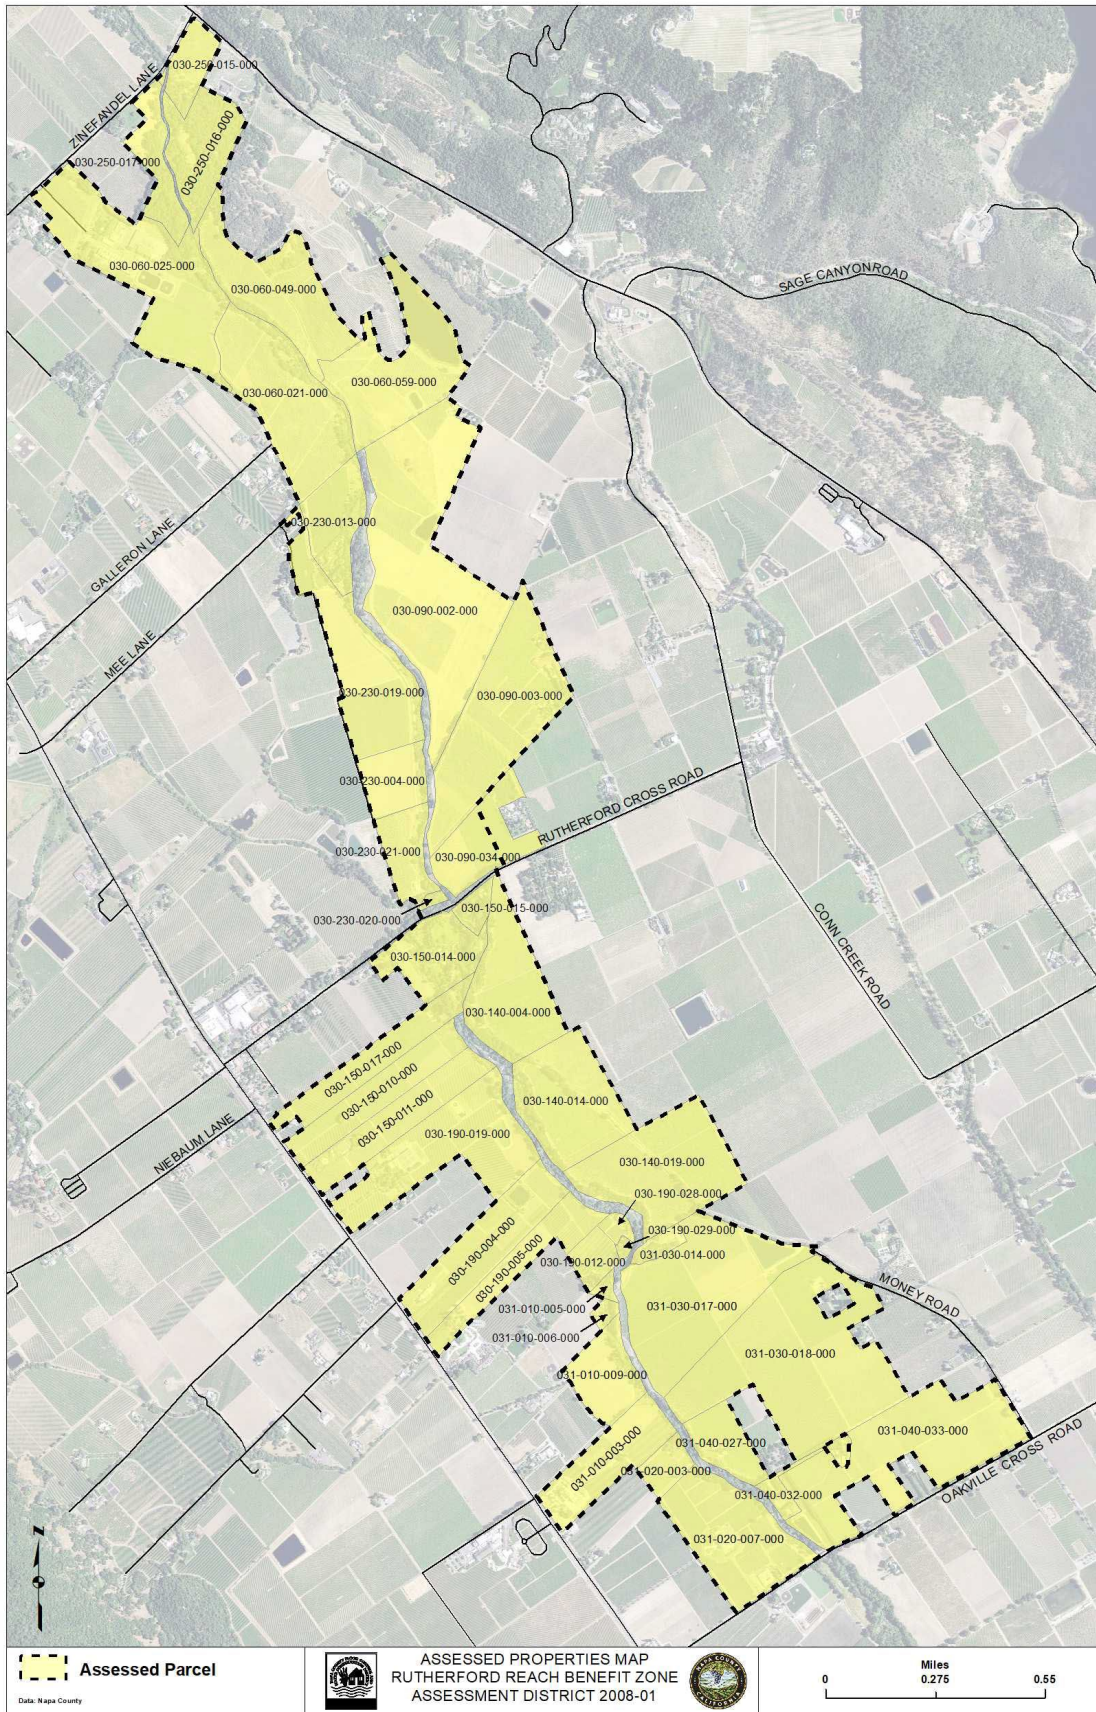 030-250-015-000
ZINFANDEL LANE
030-250-016-000
030-250-017-000
030-060-025-000
030-060-049-000
SAGE CANYON ROAD
030-060-059-000
030-060-021-000
030-230-013-000
GALLERON LANE
030-090-002-000
MEE LANE
030-230-019-000
030-090-003-000
030-230-004-000
RUTHERFORD CROSS ROAD
030-230-021-000
030-090-034-000
030-230-020-000
030-150-015-000
030-150-014-000
CONN CREEK ROAD
030-140-004-000
030-150-017-000
030-150-010-000
030-150-011-000
030-140-014-000
030-190-019-000
NIEBAUM LANE
030-140-019-000
030-190-028-000
030-190-029-000
030-190-004-000
030-190-005-000
030-190-012-000
031-030-014-000
MONEY ROAD
031-010-005-000
031-030-017-000
031-010-006-000
031-030-018-000
031-010-009-000
031-040-033-000
031-010-003-000
031-040-027-000
031-020-003-000
OAKVILLE CROSS ROAD
031-040-032-000
031-020-007-000
N
Assessed Parcel
Data: Napa County
ASSESSED PROPERTIES MAP
RUTHERFORD REACH BENEFIT ZONE
ASSESSMENT DISTRICT 2008-01
NAPA COUNTY
CALIFORNIA
Miles
0 0.275 0.55